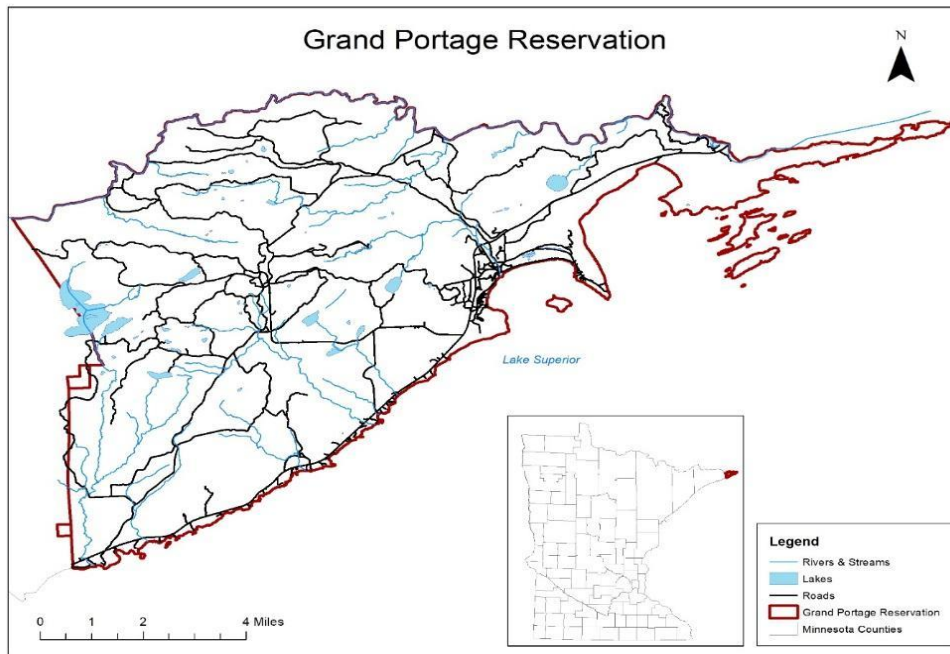 Grand Portage Reservation
N
Lake Superior
Legend
Rivers & Streams
Lakes
Roads
Grand Portage Reservation
Minnesota Counties
0 1 2 4 Miles